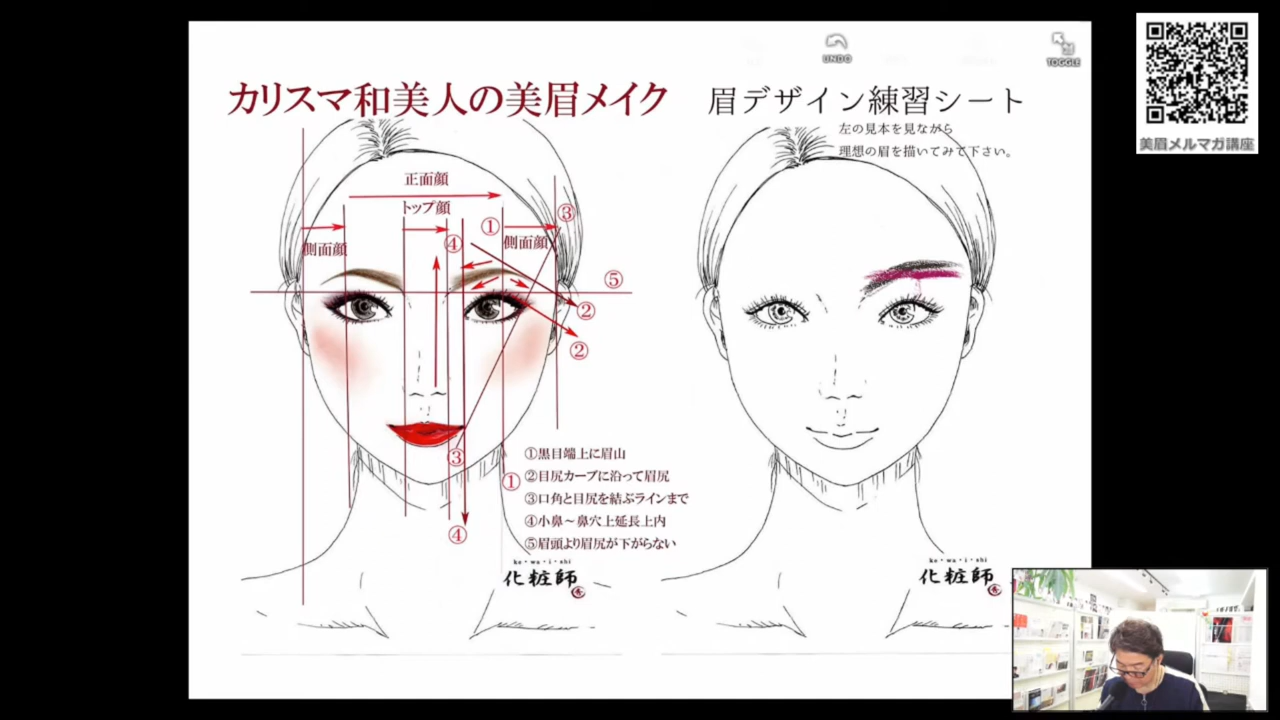 UNDO
TOGGLE
美眉メルマガ講座
カリスマ和美人の美眉メイク
眉デザイン練習シート
左の見本を見ながら
理想の眉を描いてみて下さい。
正面顔
トップ顔
側面顔
側面顔
①
③
④
⑤
②
②
③
①
④
①黒目端上に眉山
②目尻カーブに沿って眉尻
③口角と目尻を結ぶラインまで
④小鼻～鼻穴上延長上内
⑤眉頭より眉尻が下がらない
ke・wa・i・shi
化粧師
ke・wa・i・shi
化粧師